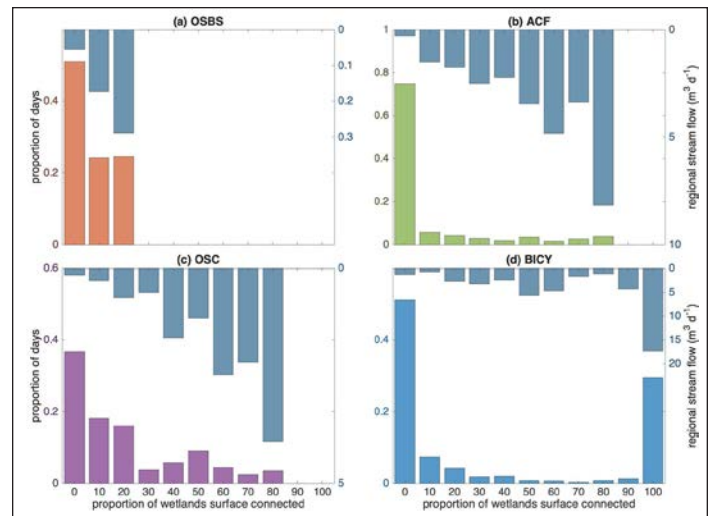 (a) OSBS
(b) ACF
proportion of days
0.4
0.2
0
0
0.1
0.2
0.3
1
0.8
0.6
0.4
0.2
0
0
5
10
regional stream flow (m³ d⁻¹)
(c) OSC
(d) BICY
proportion of days
0.6
0.4
0.2
0
0
5
0.4
0.2
0
0
5
10
15
20
regional stream flow (m³ d⁻¹)
0 10 20 30 40 50 60 70 80 90 100
0 10 20 30 40 50 60 70 80 90 100
proportion of wetlands surface connected
proportion of wetlands surface connected